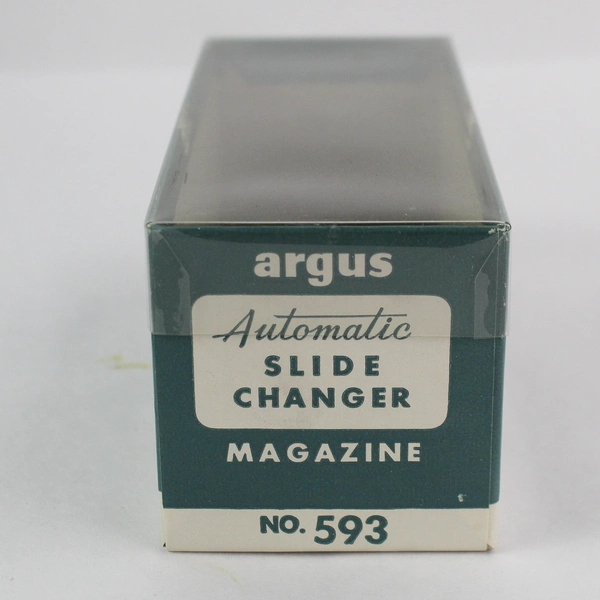 argus
Automatic
SLIDE
CHANGER
MAGAZINE
NO. 593